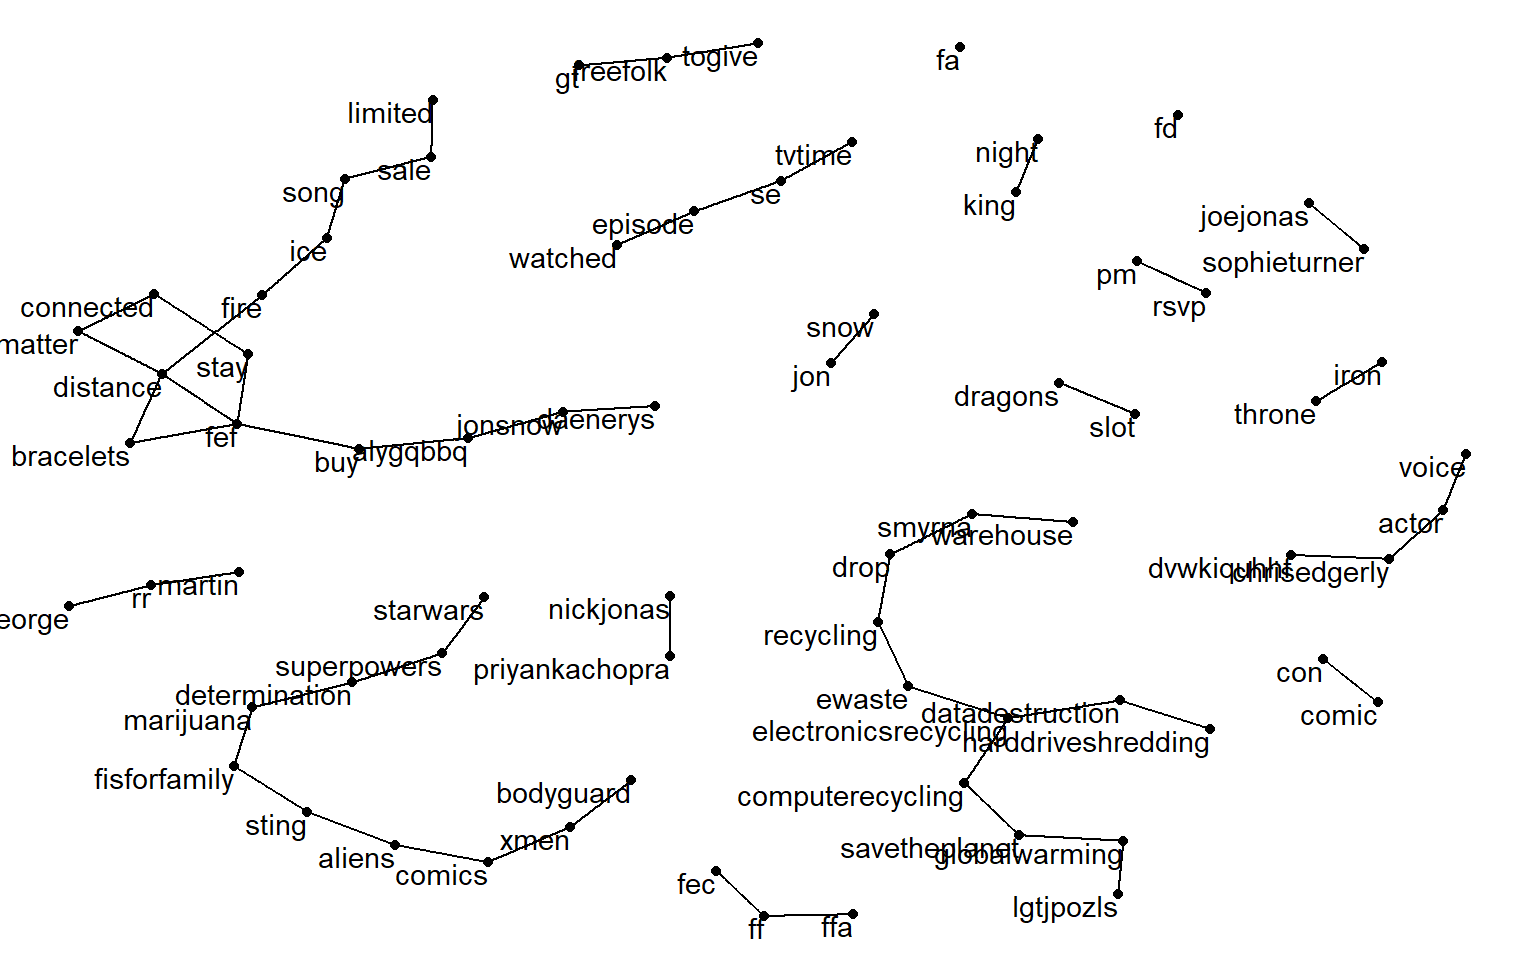 togive
freefolk
gt
fa
limited
fd
sale
tvtime
night
song
se
king
episode
joejonas
ice
watched
sophieturner
pm
connected
fire
rsvp
matter
snow
stay
jon
distance
iron
dragons
throne
slot
daenerys
jonsnow
fef
alygqbbq
buy
bracelets
voice
actor
smyrna
warehouse
drop
chrisedgerly
martin
rr
eorge
starwars
nickjonas
recycling
superpowers
priyankachopra
con
determination
ewaste
marijuana
datadestruction
comic
electronicsrecycling
harddriveshredding
fisforfamily
bodyguard
computerecycling
sting
xmen
savetheplanet
globalwarming
aliens
comics
fec
lgtjpozls
ff
ffa